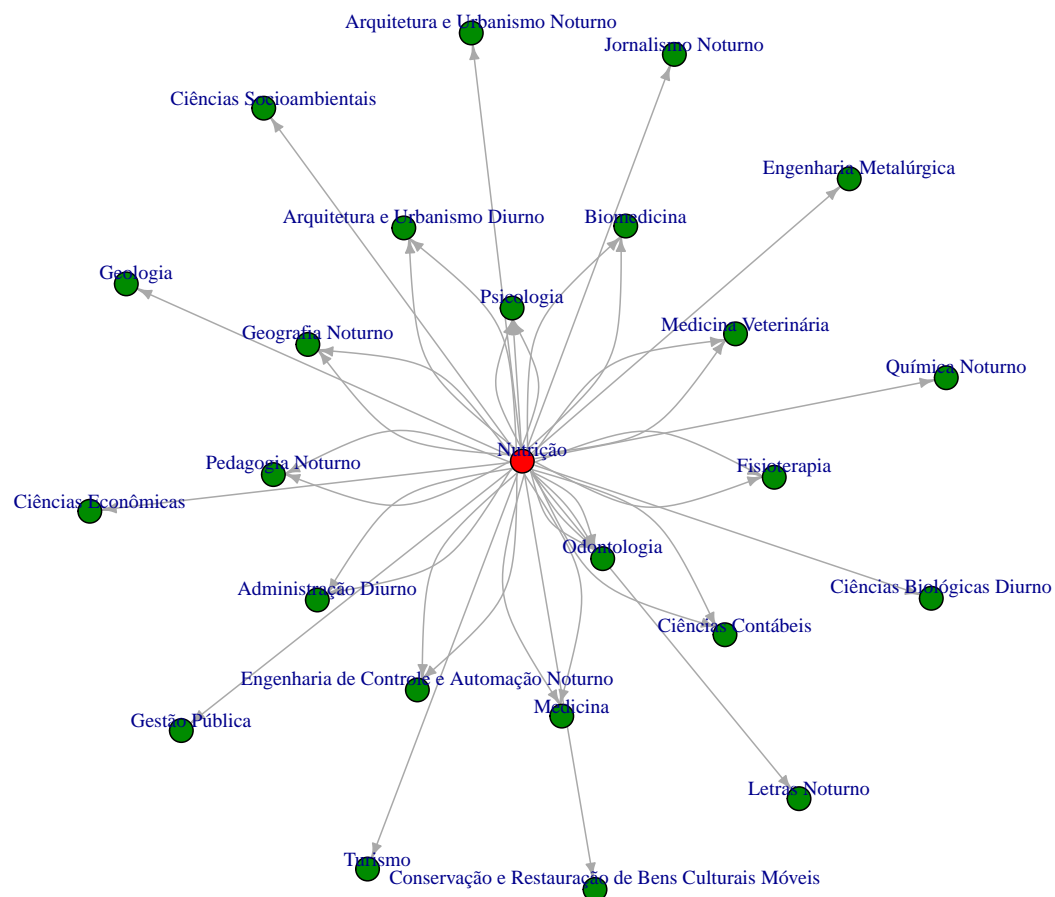 Arquitetura e Urbanismo Noturno
Jornalismo Noturno
Ciências Socioambientais
Engenharia Metalúrgica
Arquitetura e Urbanismo Diurno
Biomedicina
Geologia
Psicologia
Geografia Noturno
Medicina Veterinária
Química Noturno
Nutrição
Pedagogia Noturno
Fisioterapia
Ciências Econômicas
Odontologia
Administração Diurno
Ciências Biológicas Diurno
Ciências Contábeis
Engenharia de Controle e Automação Noturno
Medicina
Gestão Pública
Letras Noturno
Turismo
Conservação e Restauração de Bens Culturais Móveis